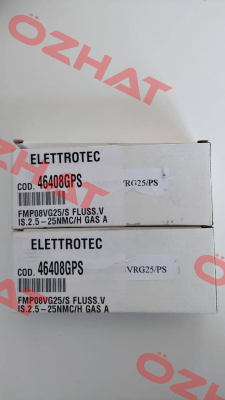 ÖZHAT
ELETTROTEC
COD. 46408GPS
VRG25/PS
FMP08VG25/S FLUSS.V
IS.2.5-25NMC/H GAS A
ELETTROTEC
COD. 46408GPS
VRG25/PS
FMP08VG25/S FLUSS.V
IS.2.5-25NMC/H GAS A
ÖZHAT